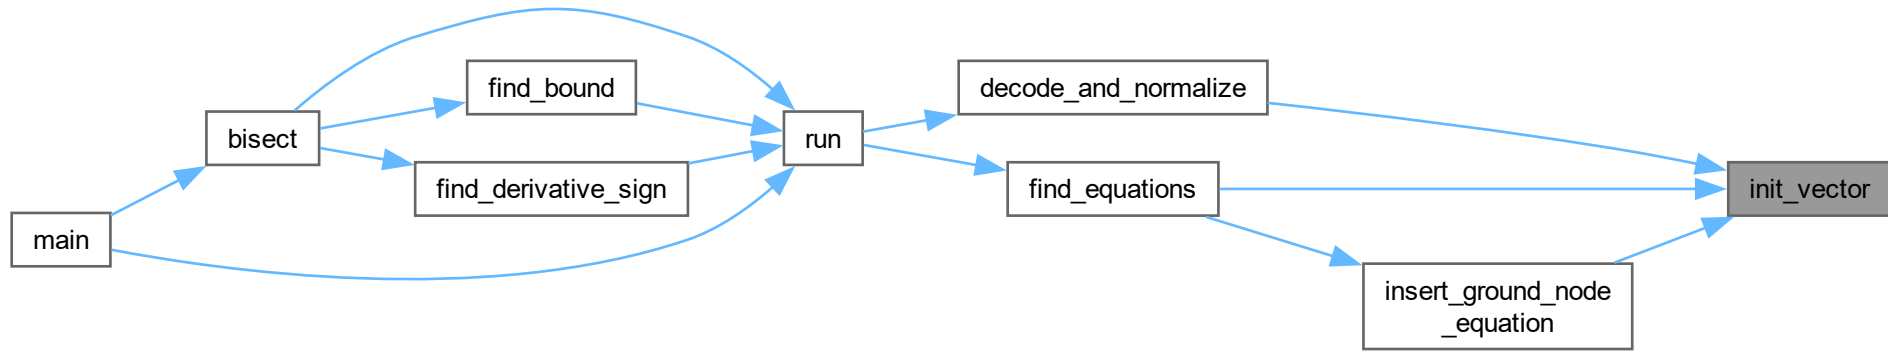 main
bisect
find_bound
find_derivative_sign
run
decode_and_normalize
find_equations
insert_ground_node
_equation
init_vector